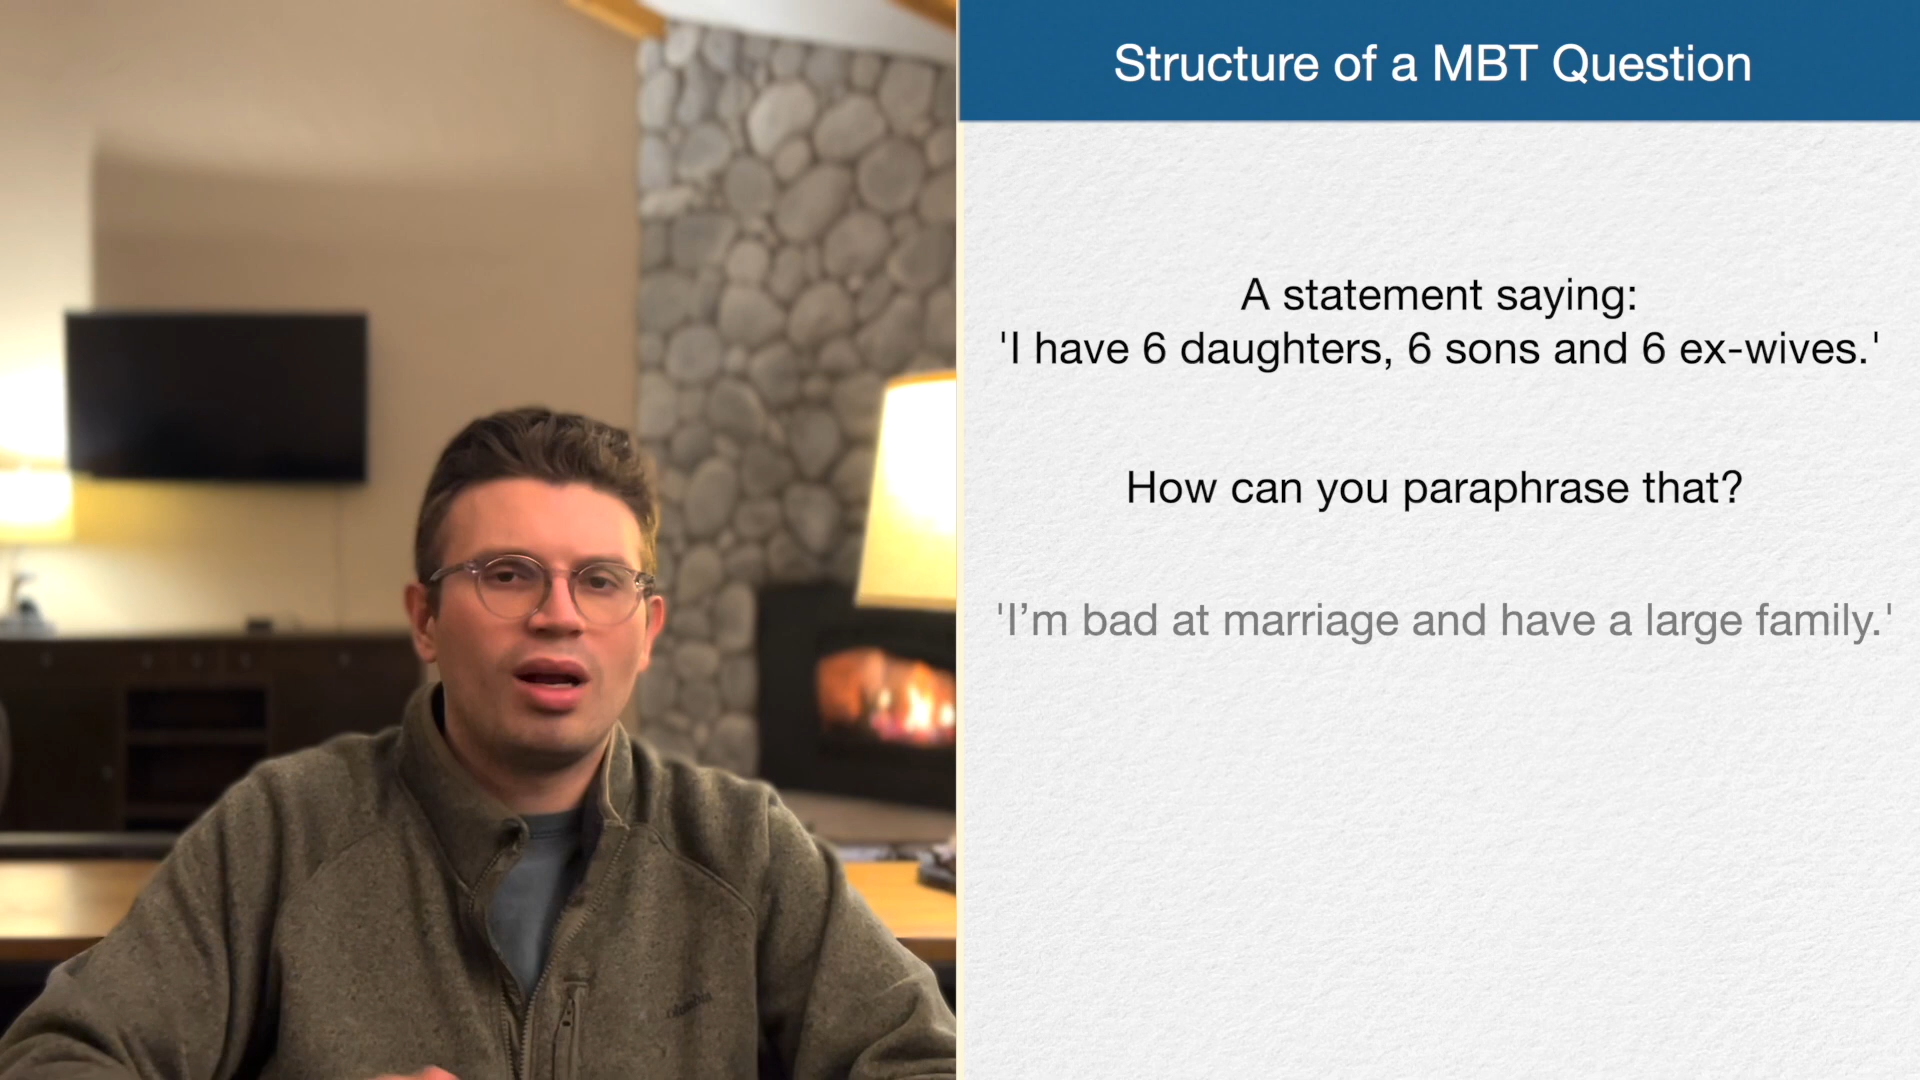 Structure of a MBT Question
A statement saying:
'I have 6 daughters, 6 sons and 6 ex-wives.'
How can you paraphrase that?
'I’m bad at marriage and have a large family.'
Columbia